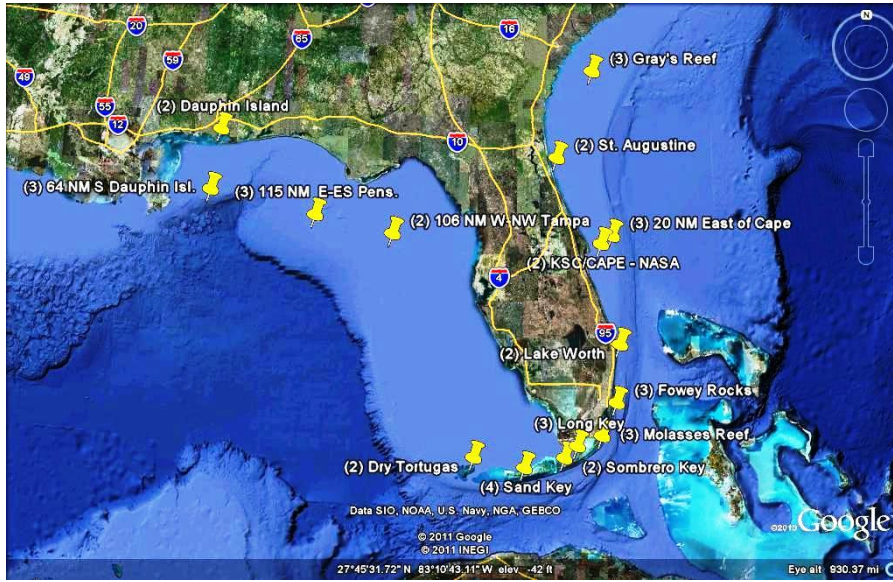 20
65
16
59
49
55
12
10
4
95
(3) Gray's Reef
(2) Dauphin Island
(2) St. Augustine
(3) 64 NM S Dauphin Isl.
(3) 115 NM E-ES Pens.
(2) 106 NM W-NW Tampa
(3) 20 NM East of Cape
(2) KSC/CAPE - NASA
(2) Lake Worth
(3) Fowey Rocks
(3) Long Key
(3) Molasses Reef
(2) Dry Tortugas
(2) Sombrero Key
(4) Sand Key
N
Data SIO, NOAA, U.S. Navy, NGA, GEBCO
© 2011 Google
© 2011 INEGI
©2010 Google
27°45'31.72" N 83°10'43.11" W elev -42 ft
Eye alt 930.37 mi